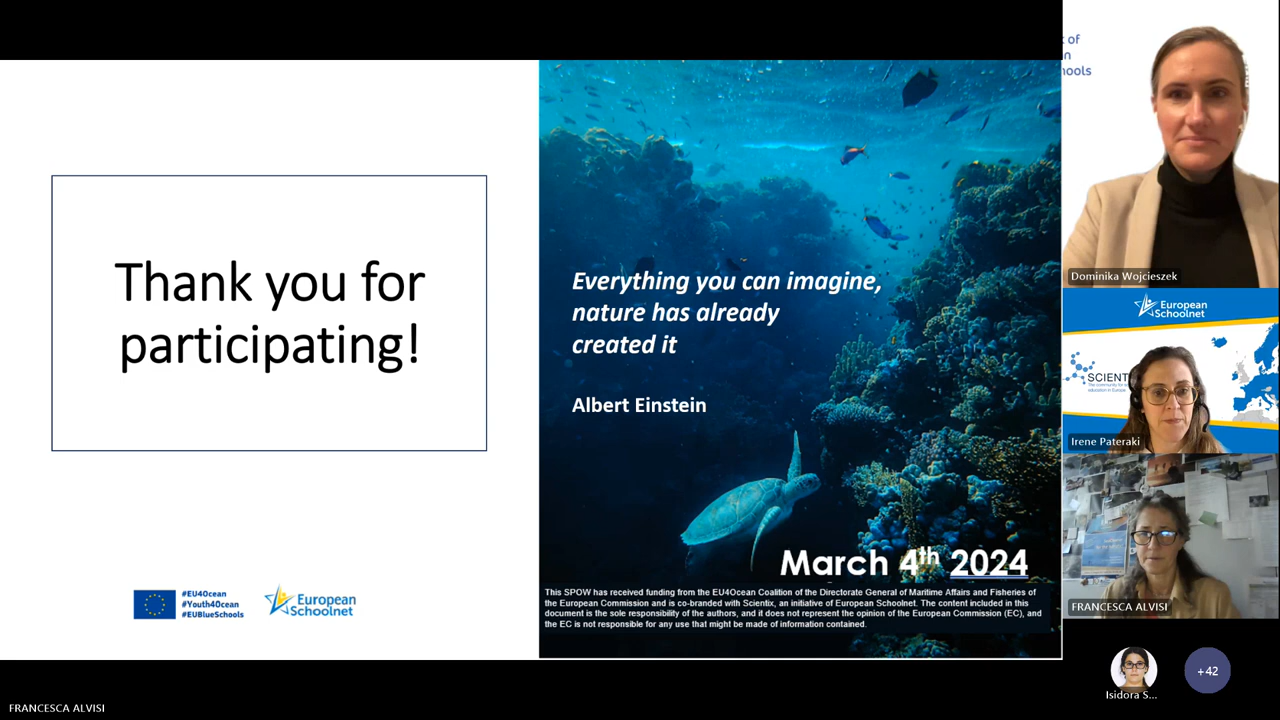 Thank you for
participating!
#EU4Ocean
#Youth4Ocean
#EUBlueSchools
European
Schoolnet
Everything you can imagine,
nature has already
created it
Albert Einstein
March 4th 2024
This SPOW has received funding from the EU4Ocean Coalition of the Directorate General of Maritime Affairs and Fisheries of
the European Commission and is co-branded with Scientix, an initiative of European Schoolnet. The content included in this
document is the sole responsibility of the authors, and it does not represent the opinion of the European Commission (EC), and
the EC is not responsible for any use that might be made of information contained.
of
ools
Dominika Wojcieszek
European
Schoolnet
SCIENTI
Irene Pateraki
FRANCESCA ALVISI
Isidora S...
+42
FRANCESCA ALVISI